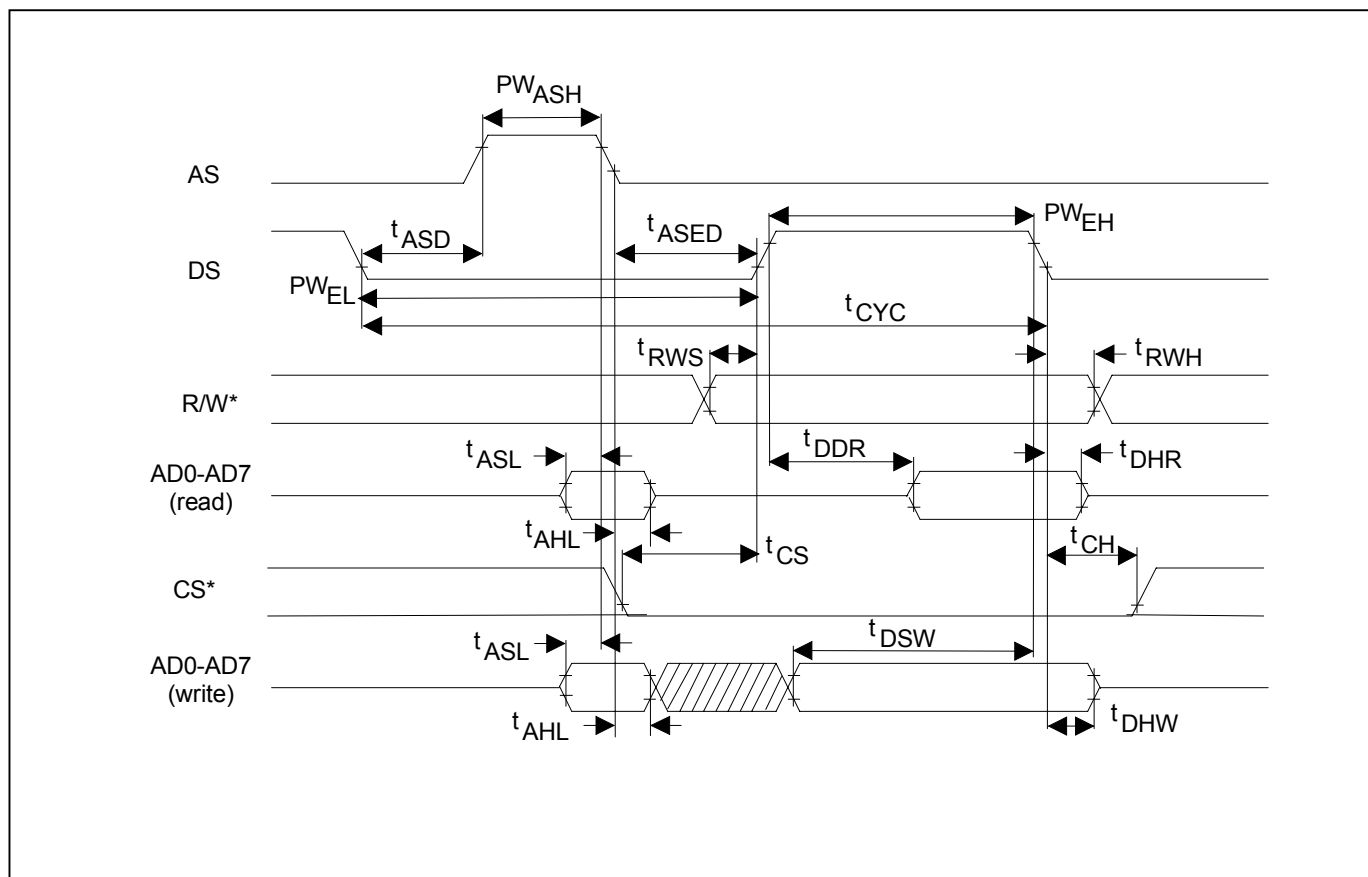 PWASH
AS
tASD
tASED
PWEH
DS
PWEL
tCYC
tRWS
tRWH
R/W*
tASL
tDDR
tDHR
AD0-AD7
(read)
tAHL
tCS
tCH
CS*
tASL
tDSW
AD0-AD7
(write)
tAHL
tDHW